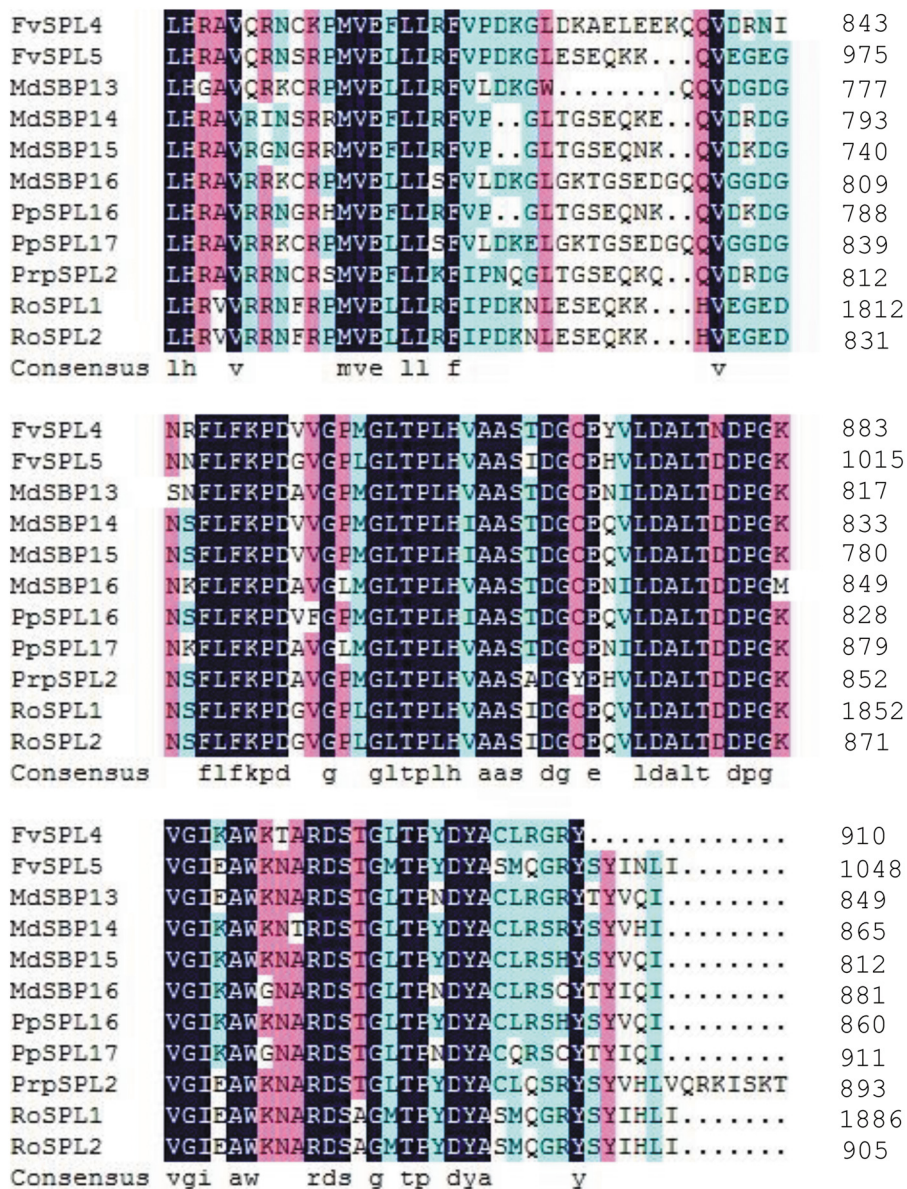 FvSPL4 LHRAVQRNCKPMVEFLLRFVPDKGLDKAELEEKQQVDRNI 843
FvSPL5 LHRAVQRNSRPMVELLLRFVPDKGLESEQKK...QVEGEG 975
MdSBP13 LHGAVQRKCRPMVELLLRFVLDKGW........QQVDGDG 777
MdSBP14 LHRAVRINSRRMVEFLLRFVP..GLTGSEQKE..QVDRDG 793
MdSBP15 LHRAVRGNGRRMVEFLLRFVP..GLTGSEQNK..QVDKDG 740
MdSBP16 LHRAVRRKCRPMVEFLLSFVLDKGLGKTGSEDGQQVGGDG 809
PpSPL16 LHRAVRRNGRHMVEFLLRFVP..GLTGSEQNK..QVDKDG 788
PpSPL17 LHRAVRRKCRPMVELLLSFVLDKELGKTGSEDGQQVGGDG 839
PrpSPL2 LHRAVRRNCRSMVEFLLKFIPNQGLTGSEQKQ..QVDRDG 812
RoSPL1 LHRVVRRNFRPMVELLLRFIPDKNLESEQKK...HVEGED 1812
RoSPL2 LHRVVRRNFRPMVELLLRFIPDKNLESEQKK...HVEGED 831
Consensus lh v mve ll f v
FvSPL4 NRFLFKPDVVGPMGLTPLHVAASTDGCEYVLDALTNDPGK 883
FvSPL5 NNFLFKPDGVGPLGLTPLHVAASIDGCEHVLDALTDDPGK 1015
MdSBP13 SNFLFKPDAVGPMGLTPLHVAASTDGCENILDALTDDPGK 817
MdSBP14 NSFLFKPDVVGPMGLTPLHIAASTDGCEQVLDALTDDPGK 833
MdSBP15 NSFLFKPDVVGPMGLTPLHIAASTDGCEQVLDALTDDPGK 780
MdSBP16 NKFLFKPDAVGLMGLTPLHVAASTDGCENILDALTDDPGM 849
PpSPL16 NSFLFKPDVFGPMGLTPLHIAASTDGCEQVLDALTDDPGK 828
PpSPL17 NKFLFKPDAVGLMGLTPLHVAASTDGCENILDALTDDPGK 879
PrpSPL2 NSFLFKPDAVGPMGLTPLHVAASADGYEHVLDALTDDPGK 852
RoSPL1 NSFLFKPDGVGPLGLTPLHVAASIDGCEQVLDALTDDPGK 1852
RoSPL2 NSFLFKPDGVGPLGLTPLHVAASIDGCEQVLDALTDDPGK 871
Consensus flfkpd g gltplh aas dg e ldalt dpg
FvSPL4 VGIKAWKTARDSTGLTPYDYACLRGRY............. 910
FvSPL5 VGIEAWKNARDSTGMTPYDYASMQGRYSYINLI....... 1048
MdSBP13 VGIKAWKNARDSTGLTPNDYACLRGRYTYVQI........ 849
MdSBP14 VGIKAWKNTRDSTGLTPYDYACLRSRYSYVHI........ 865
MdSBP15 VGIKAWKNARDSTGLTPYDYACLRSHYSYVQI........ 812
MdSBP16 VGIKAWGNARDSTGLTPNDYACLRSCYTYIQI........ 881
PpSPL16 VGIKAWKNARDSTGLTPYDYACLRSHYSYVQI........ 860
PpSPL17 VGIKAWGNARDSTGLTPNDYACQRSCYTYIQI........ 911
PrpSPL2 VGIEAWKNARDSTGLTPYDYACLQSRYSYVHLVQRKISKT 893
RoSPL1 VGIEAWKNARDSAGMTPYDYASMQGRYSYIHLI....... 1886
RoSPL2 VGIEAWKNARDSAGMTPYDYASMQGRYSYIHLI....... 905
Consensus vgi aw rds g tp dya y